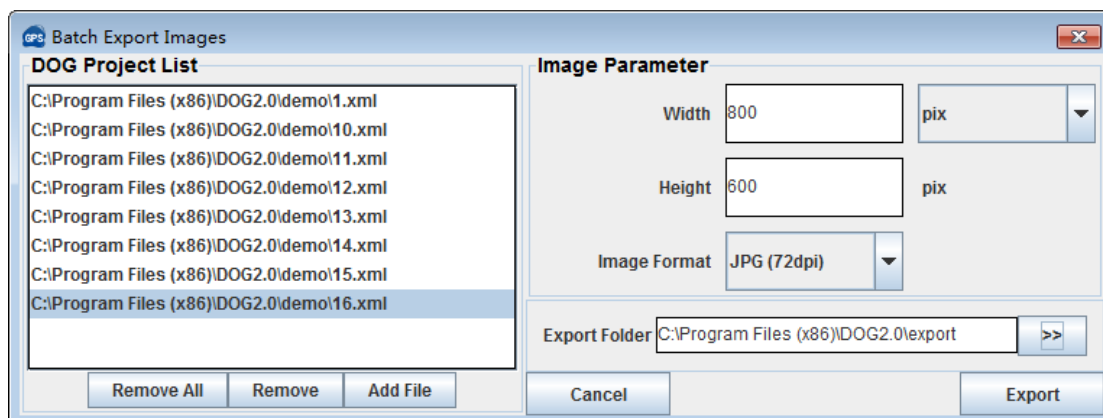 GPS Batch Export Images
DOG Project List
C:\Program Files (x86)\DOG2.0\demo\1.xml
C:\Program Files (x86)\DOG2.0\demo\10.xml
C:\Program Files (x86)\DOG2.0\demo\11.xml
C:\Program Files (x86)\DOG2.0\demo\12.xml
C:\Program Files (x86)\DOG2.0\demo\13.xml
C:\Program Files (x86)\DOG2.0\demo\14.xml
C:\Program Files (x86)\DOG2.0\demo\15.xml
C:\Program Files (x86)\DOG2.0\demo\16.xml
Remove All Remove Add File
Image Parameter
Width 800 pix
Height 600 pix
Image Format JPG (72dpi)
Export Folder C:\Program Files (x86)\DOG2.0\export >>
Cancel Export